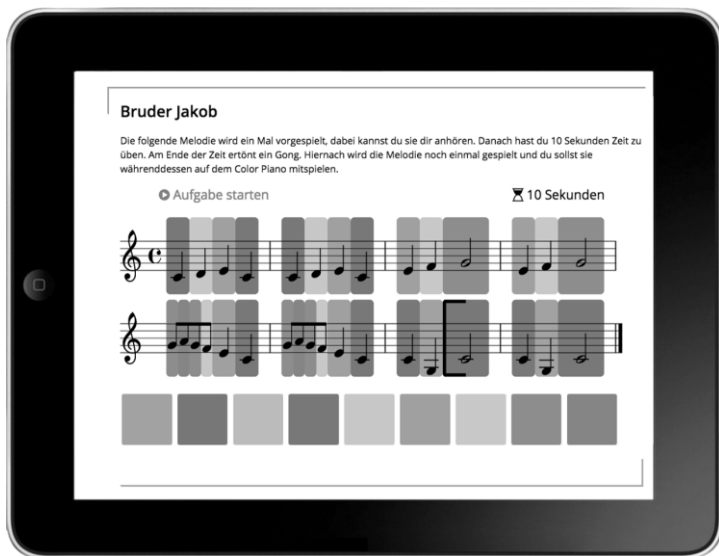 Bruder Jakob
Die folgende Melodie wird ein Mal vorgespielt, dabei kannst du sie dir anhören. Danach hast du 10 Sekunden Zeit zu
üben. Am Ende der Zeit ertönt ein Gong. Hiernach wird die Melodie noch einmal gespielt und du sollst sie
währenddessen auf dem Color Piano mitspielen.
Aufgabe starten
10 Sekunden